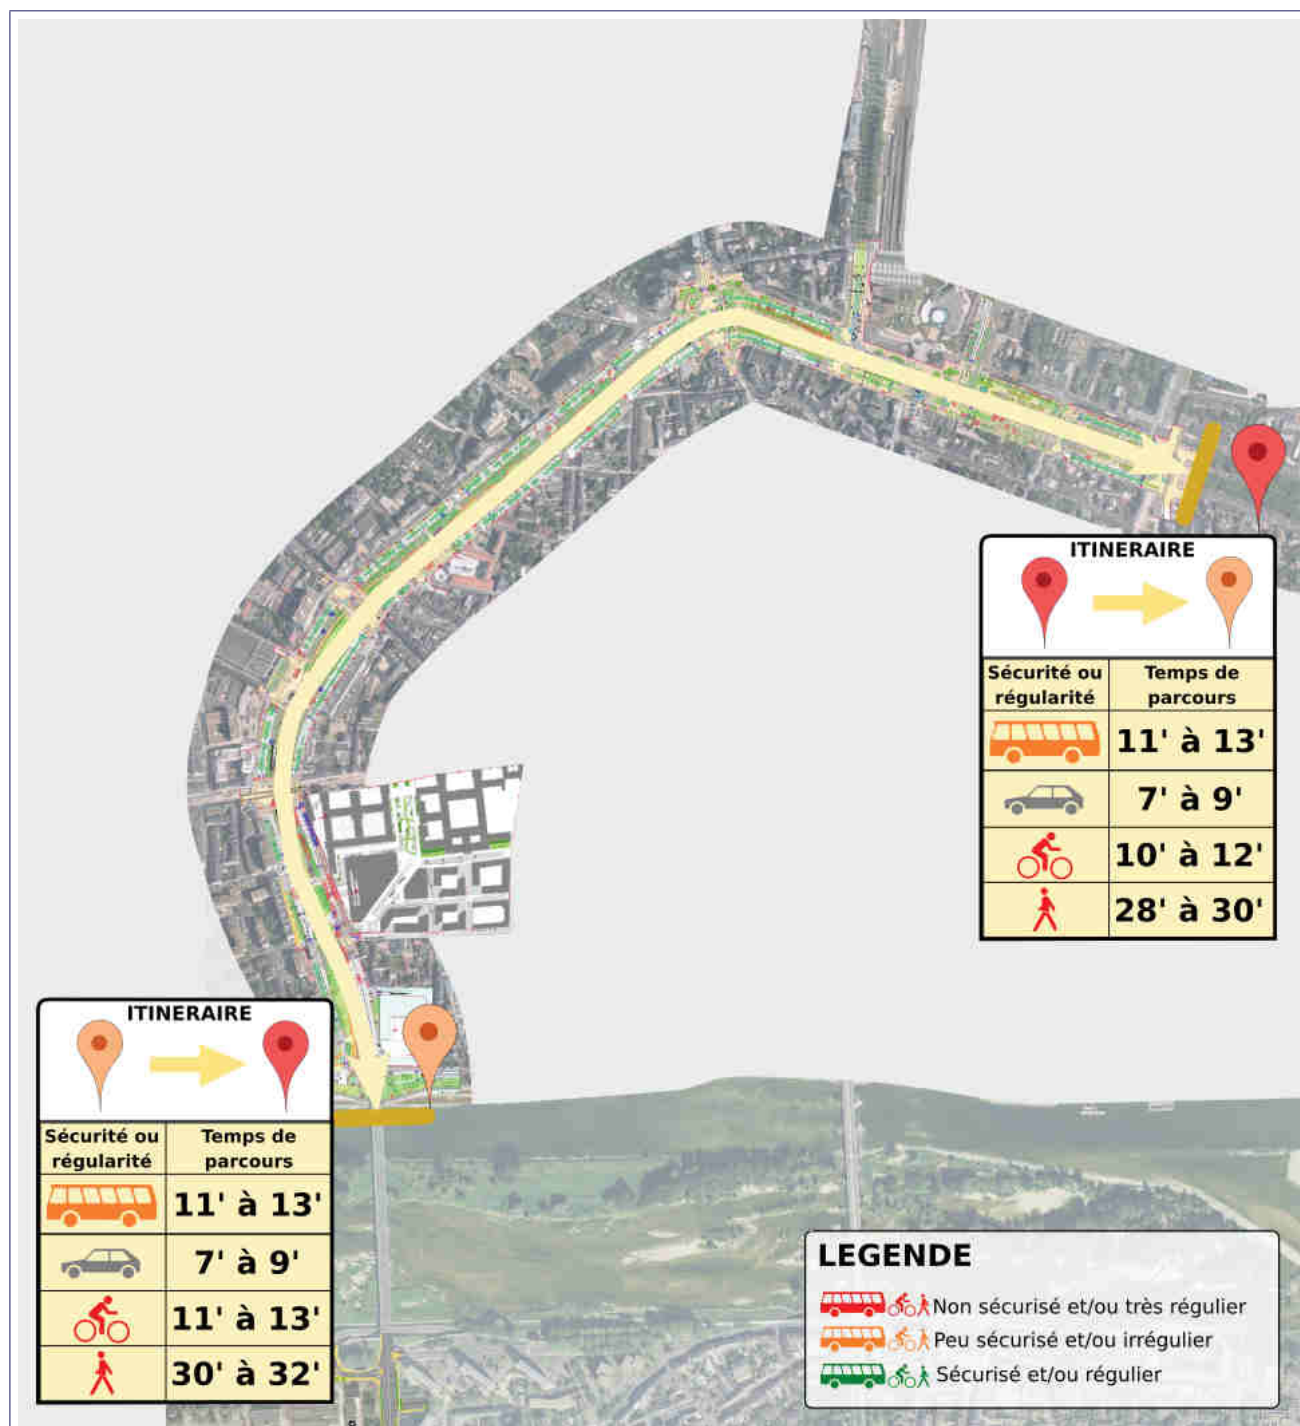 ITINERAIRE
Sécurité ou
régularité
Temps de
parcours
11' à 13'
7' à 9'
10' à 12'
28' à 30'
ITINERAIRE
Sécurité ou
régularité
Temps de
parcours
11' à 13'
7' à 9'
11' à 13'
30' à 32'
LEGENDE
Non sécurisé et/ou très régulier
Peu sécurisé et/ou irrégulier
Sécurisé et/ou régulier